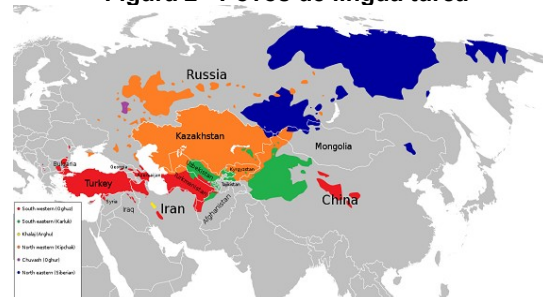 Figura 2 - Povos de língua turca
Russia
Kazakhstan
Mongolia
Bulgaria
Georgia
Azerbaijan
Uzbekistan
Kyrgyzstan
Turkey
Turkmenistan
Tajikistan
Syria
Iraq
Iran
Afghanistan
China
South western (Oghuz)
South eastern (Karluk)
Khalaj (Arghu)
North western (Kipchak)
Chuvash (Oghur)
North eastern (Siberian)